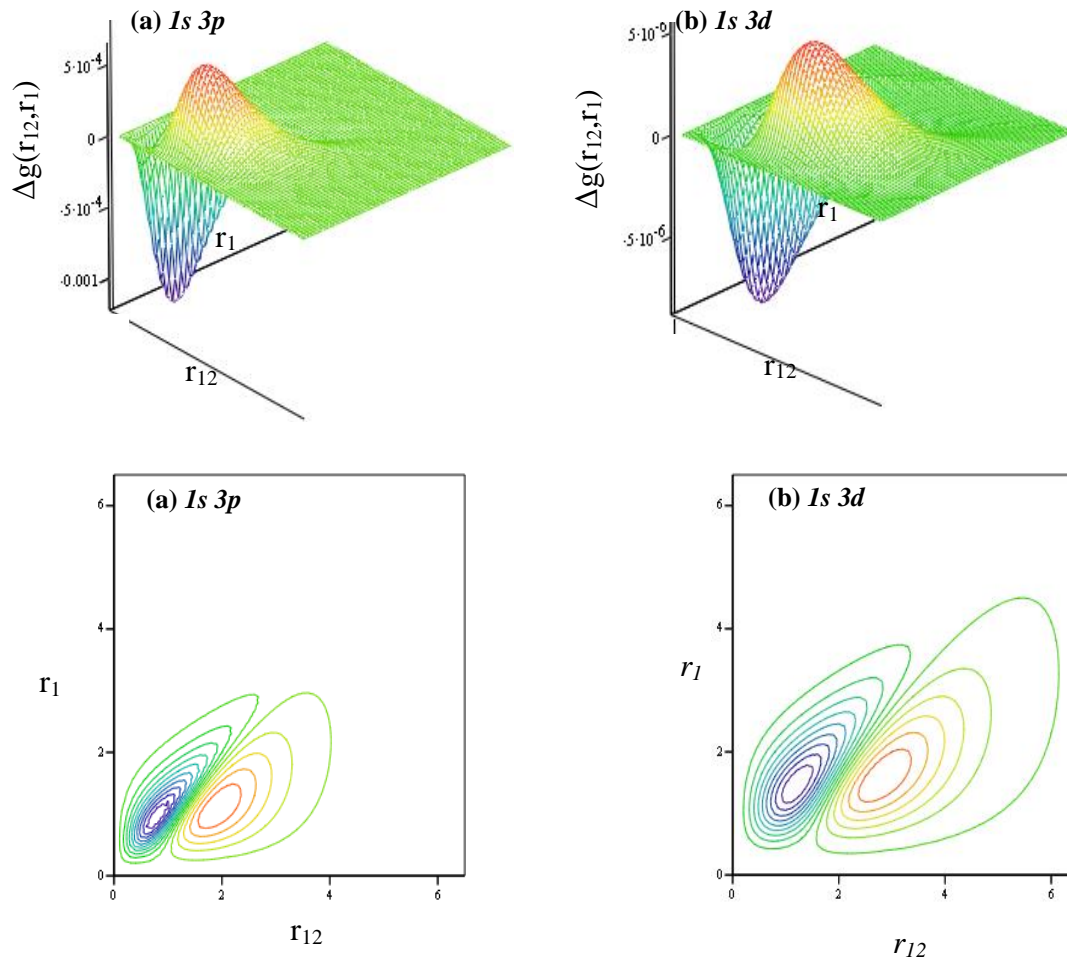 (a) 1s 3p
5·10⁻⁴
0
-5·10⁻⁴
-0.001
Δg(r₁₂,r₁)
r₁
r₁₂
(b) 1s 3d
5·10⁻⁶
0
-5·10⁻⁶
Δg(r₁₂,r₁)
r₁
r₁₂
(a) 1s 3p
6
4
2
0
r₁
0 2 4 6
r₁₂
(b) 1s 3d
6
4
2
0
r₁
0 2 4 6
r₁₂